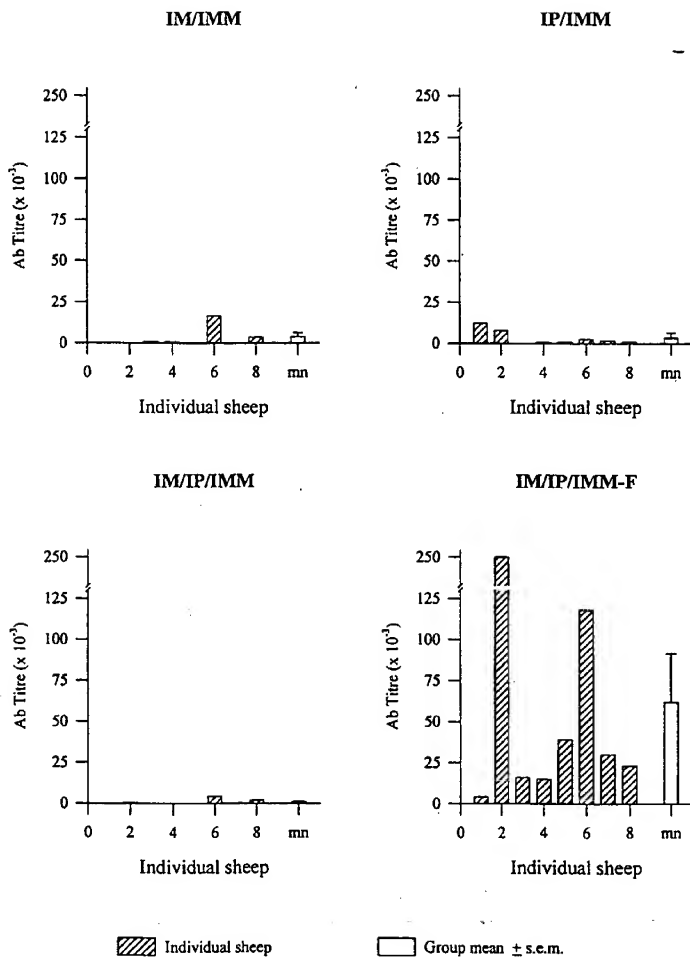 IM/IMM
IP/IMM
250
125
100
75
50
25
0
Ab Titre (x 10⁻³)
0 2 4 6 8 mn
Individual sheep
250
125
100
75
50
25
0
Ab Titre (x 10⁻³)
0 2 4 6 8 mn
Individual sheep
IM/IP/IMM
IM/IP/IMM-F
250
125
100
75
50
25
0
Ab Titre (x 10⁻³)
0 2 4 6 8 mn
Individual sheep
250
125
100
75
50
25
0
Ab Titre (x 10⁻³)
0 2 4 6 8 mn
Individual sheep
Individual sheep
Group mean ± s.e.m.